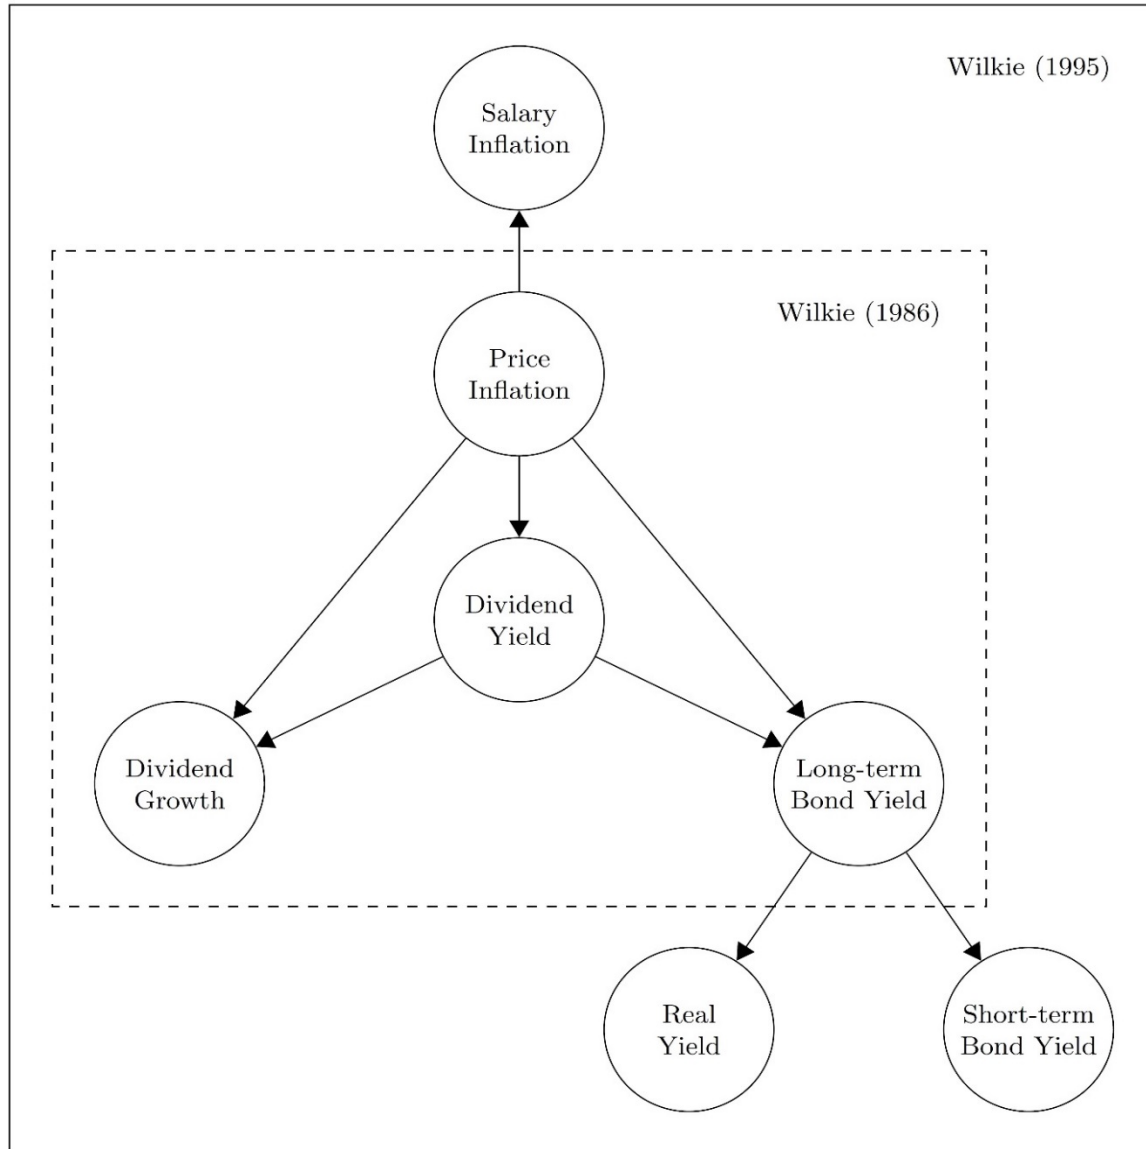 Wilkie (1995)
Salary
Inflation
Wilkie (1986)
Price
Inflation
Dividend
Yield
Dividend
Growth
Long-term
Bond Yield
Real
Yield
Short-term
Bond Yield